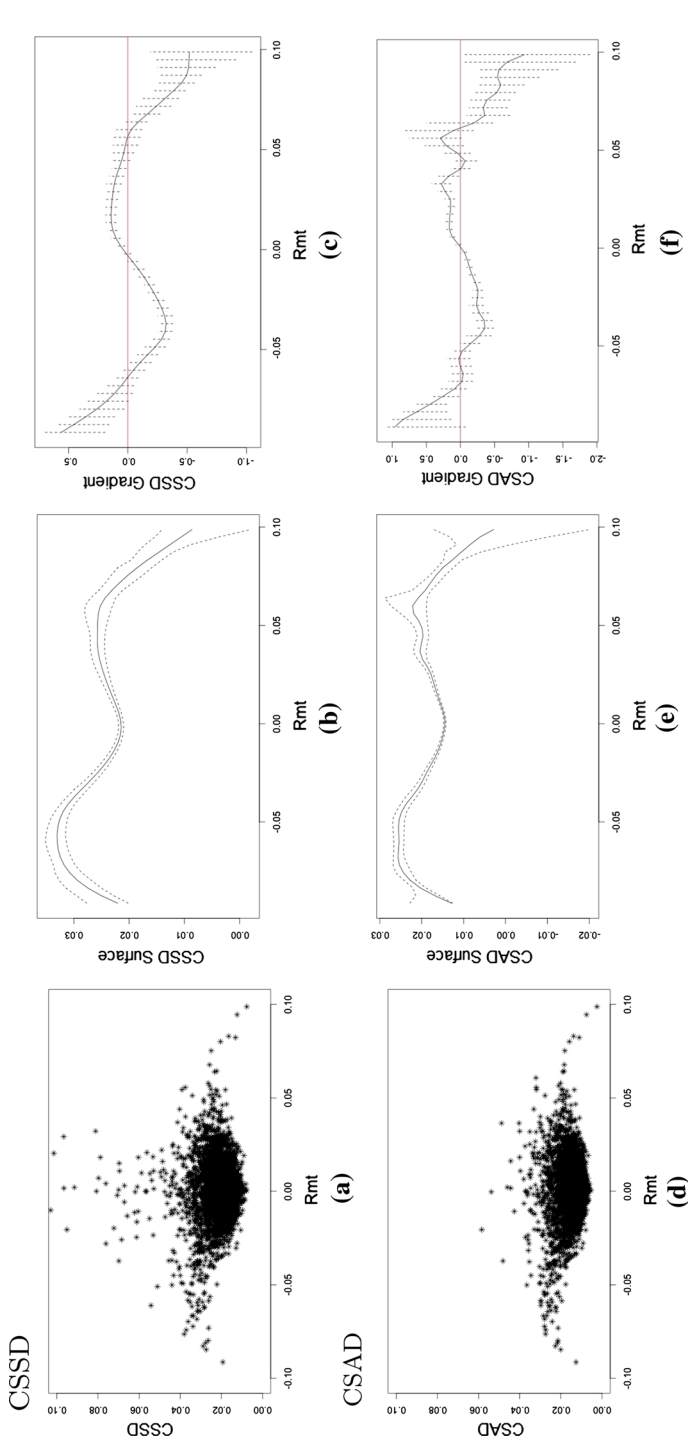 CSSD
CSSD
0.10
0.08
0.06
0.04
0.02
0.00
-0.10 -0.05 0.00 0.05 0.10
Rmt
(a)
CSSD Surface
0.03
0.02
0.01
0.00
-0.05 0.00 0.05 0.10
Rmt
(b)
CSSD Gradient
0.5
0.0
-0.5
-1.0
-0.05 0.00 0.05 0.10
Rmt
(c)
CSAD
CSAD
0.10
0.08
0.06
0.04
0.02
0.00
-0.10 -0.05 0.00 0.05 0.10
Rmt
(d)
CSAD Surface
0.03
0.02
0.01
0.00
-0.01
-0.02
-0.05 0.00 0.05 0.10
Rmt
(e)
CSAD Gradient
1.0
0.5
0.0
-0.5
-1.0
-1.5
-2.0
-0.05 0.00 0.05 0.10
Rmt
(f)